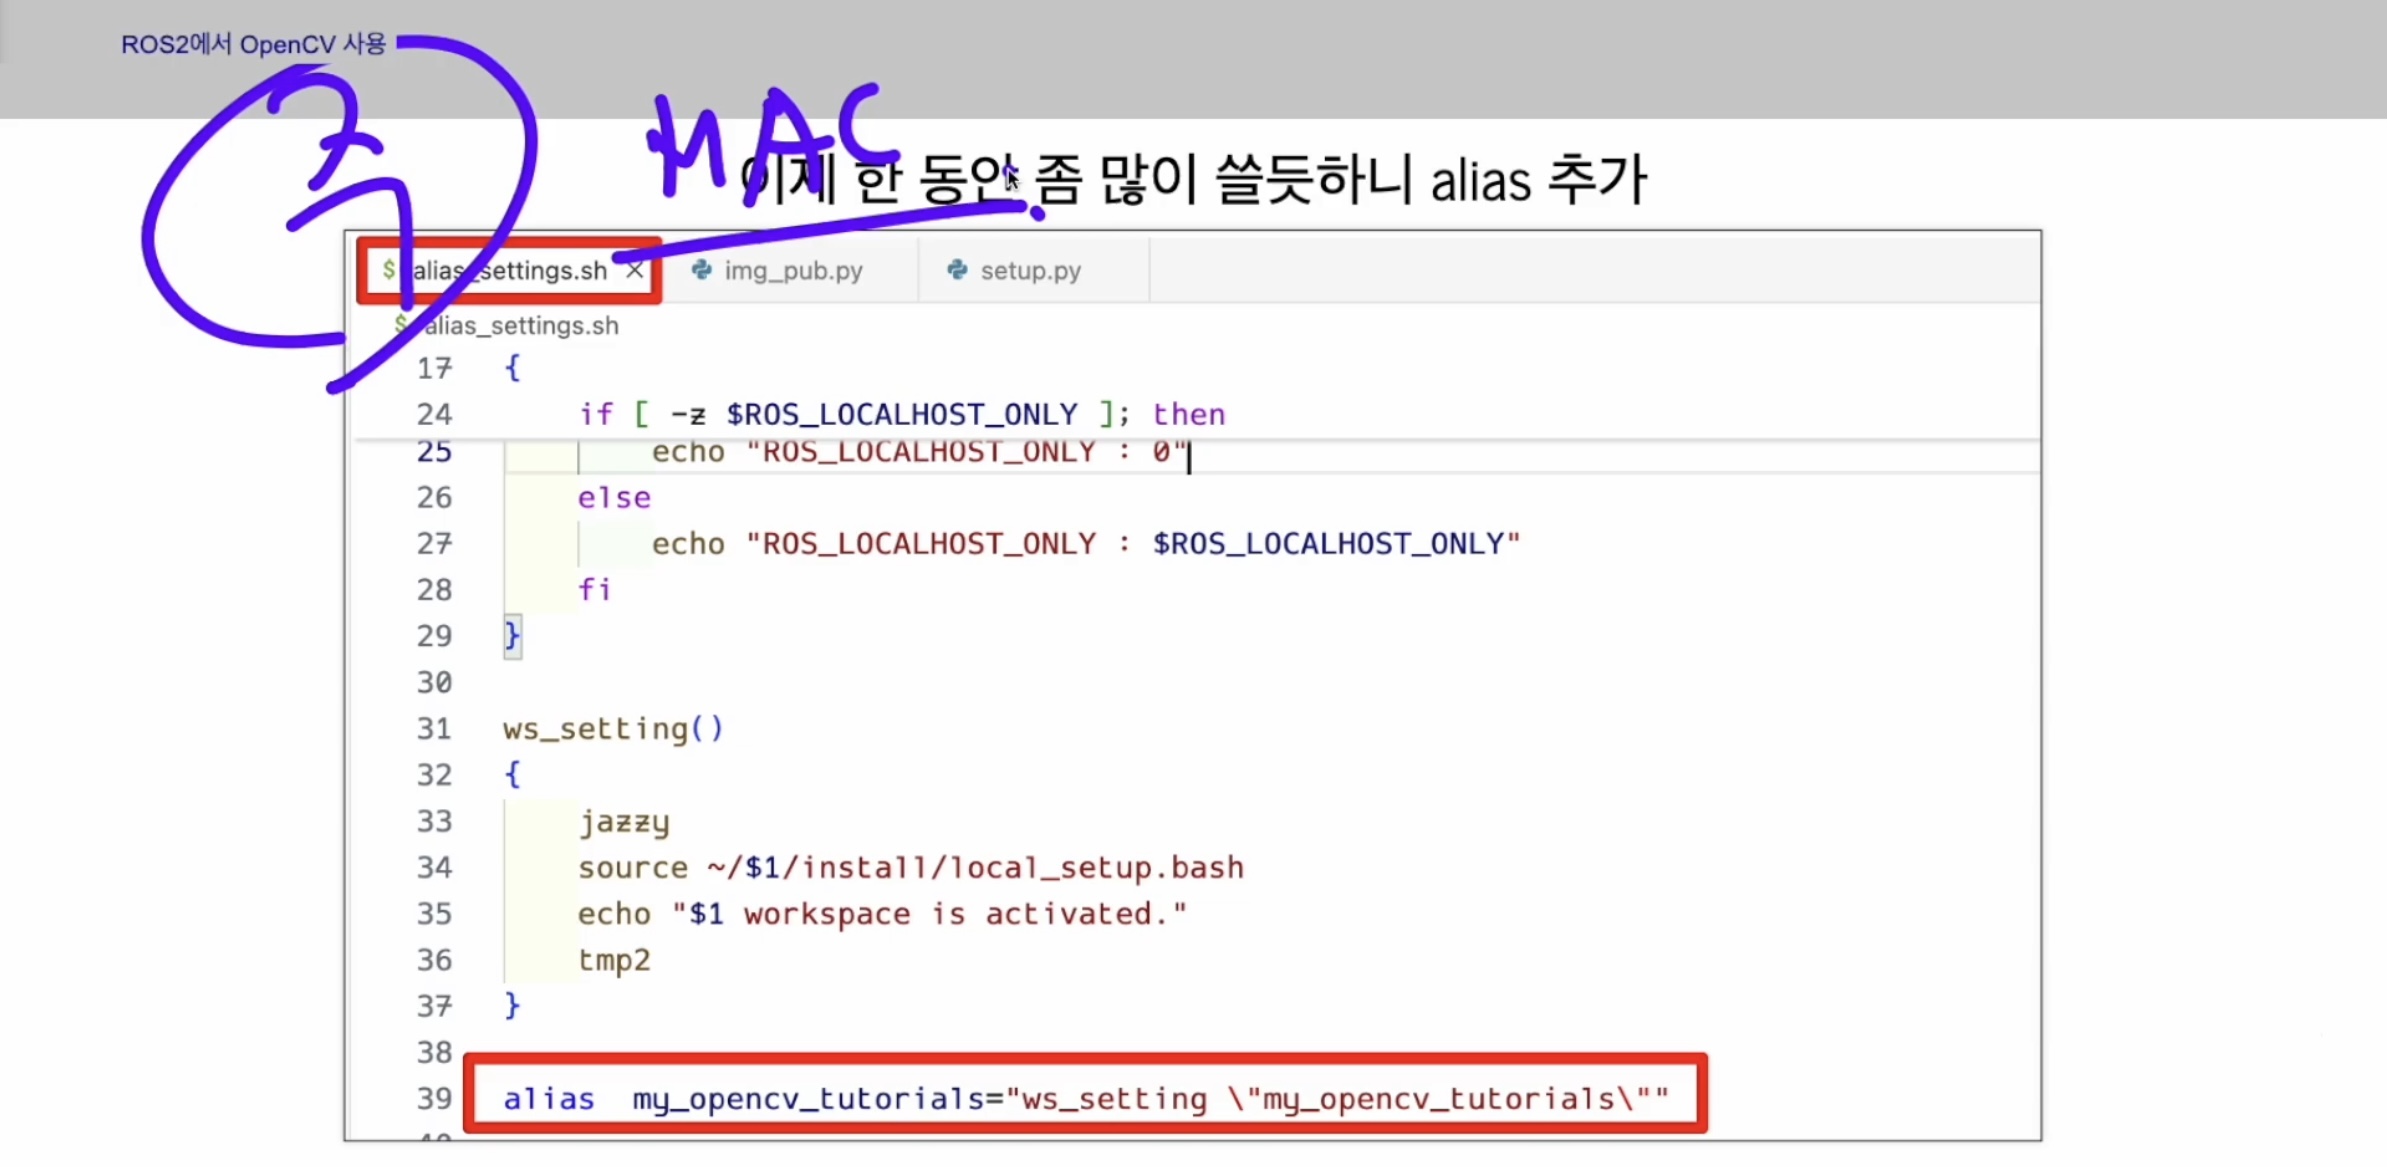 ROS2에서 OpenCV 사용
MAC
이제 한 동안 좀 많이 쓸듯하니 alias 추가
$ alias_settings.sh × img_pub.py setup.py
$ alias_settings.sh
17 {
24 if [ -z $ROS_LOCALHOST_ONLY ]; then
25 echo "ROS_LOCALHOST_ONLY : 0"
26 else
27 echo "ROS_LOCALHOST_ONLY : $ROS_LOCALHOST_ONLY"
28 fi
29 }
30
31 ws_setting()
32 {
33 jazzy
34 source ~/$1/install/local_setup.bash
35 echo "$1 workspace is activated."
36 tmp2
37 }
38
39 alias my_opencv_tutorials="ws_setting \"my_opencv_tutorials\""